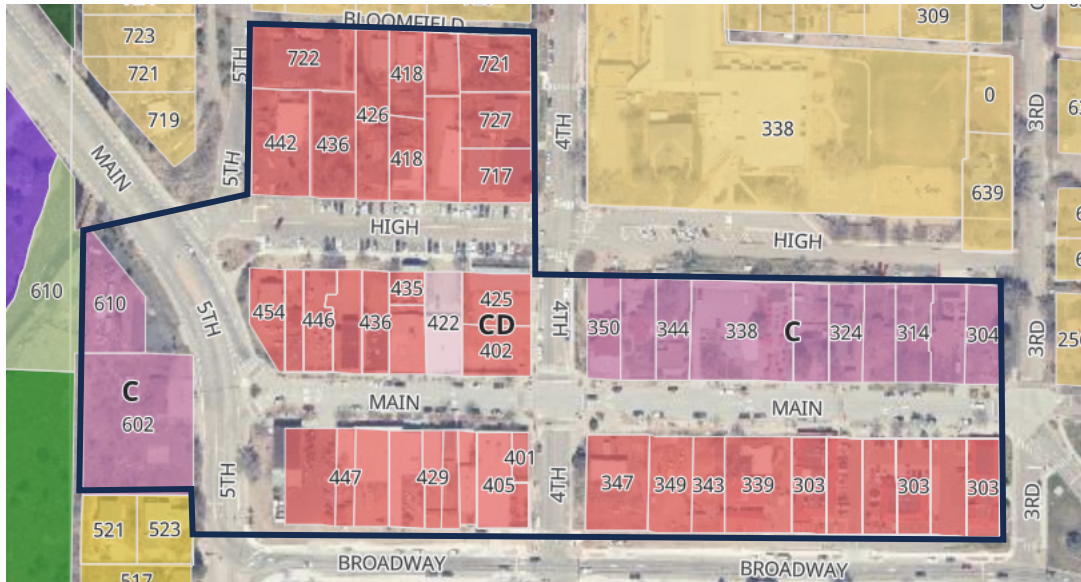 BLOOMFIELD
309
723
5TH
722
418
721
721
426
0
3RD
719
727
4TH
338
442
436
MAIN
5TH
418
717
639
HIGH
HIGH
610
610
435
425
454
446
436
422
CD
402
5TH
4TH
350
344
338
C
324
314
304
3RD
C
602
MAIN
MAIN
401
447
429
405
5TH
4TH
347
349
343
339
303
303
303
3RD
521
523
517
BROADWAY
BROADWAY